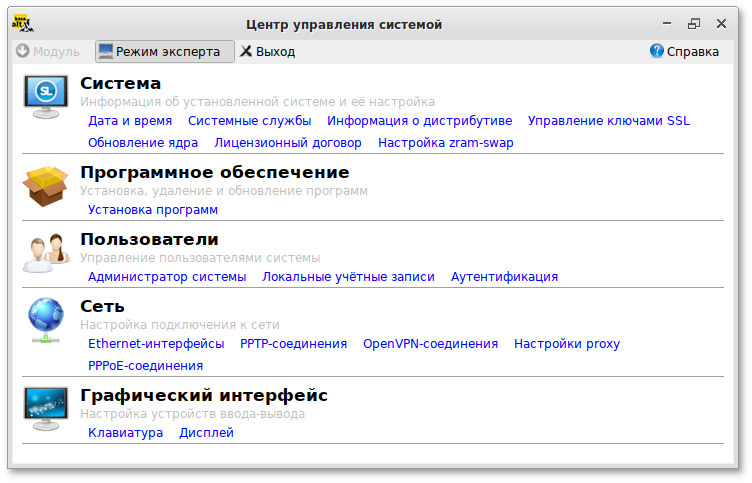 base alt
Центр управления системой
Модуль Режим эксперта Выход Справка
SL
Система
Информация об установленной системе и её настройка
Дата и время Системные службы Информация о дистрибутиве Управление ключами SSL
Обновление ядра Лицензионный договор Настройка zram-swap
Программное обеспечение
Установка, удаление и обновление программ
Установка программ
Пользователи
Управление пользователями системы
Администратор системы Локальные учётные записи Аутентификация
Сеть
Настройка подключения к сети
Ethernet-интерфейсы PPTP-соединения OpenVPN-соединения Настройки proxy
PPPoE-соединения
Графический интерфейс
Настройка устройств ввода-вывода
Клавиатура Дисплей